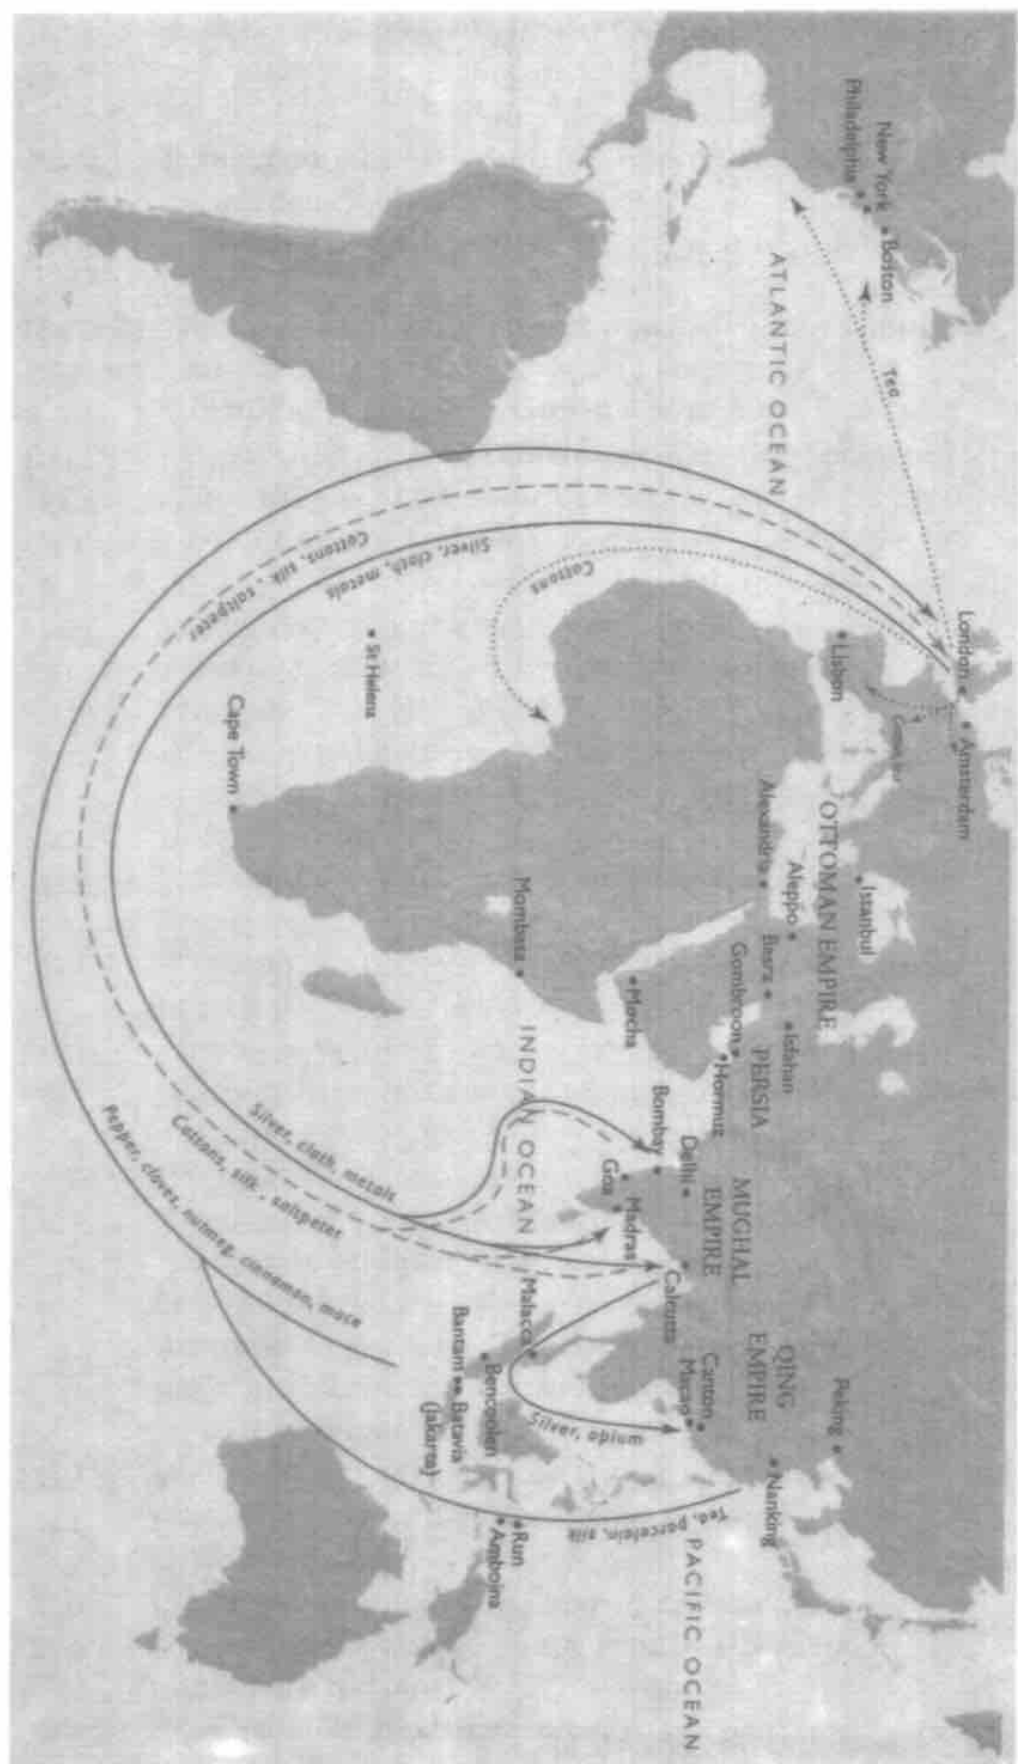 Philadelphia
New York
Boston
Tea
ATLANTIC OCEAN
London
Amsterdam
Lisbon
Cottons
Silver, cloth, metals
Cottons, silk, saltpeter
St Helena
Cape Town
OTTOMAN EMPIRE
Istanbul
Aleppo
Alexandria
Basra
Isfahan
Gombroon
PERSIA
Hormuz
Mocha
Mombasa
INDIAN OCEAN
MUGHAL
EMPIRE
Delhi
Bombay
Goa
Madras
Calcutta
QING
EMPIRE
Peking
Nanking
Canton
Macao
Silver, opium
Malacca
Bencoolen
Bantam
Batavia
(Jakarta)
Run
Amboina
Tea, porcelain, silk
PACIFIC OCEAN
Silver, cloth, metals
Cottons, silk, saltpeter
Pepper, cloves, nutmeg, cinnamon, mace